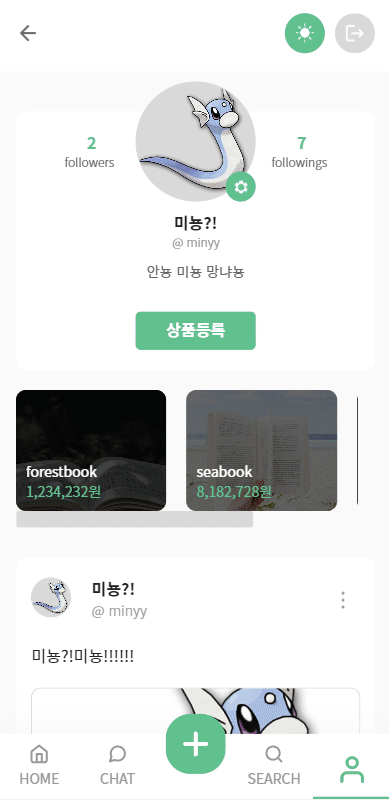 2
followers
7
followings
미뇽?!
@ minyy
안뇽 미뇽 망냐뇽
상품등록
forestbook
1,234,232원
seabook
8,182,728원
미뇽?!
@ minyy
미뇽?!미뇽!!!!!!
HOME
CHAT
SEARCH